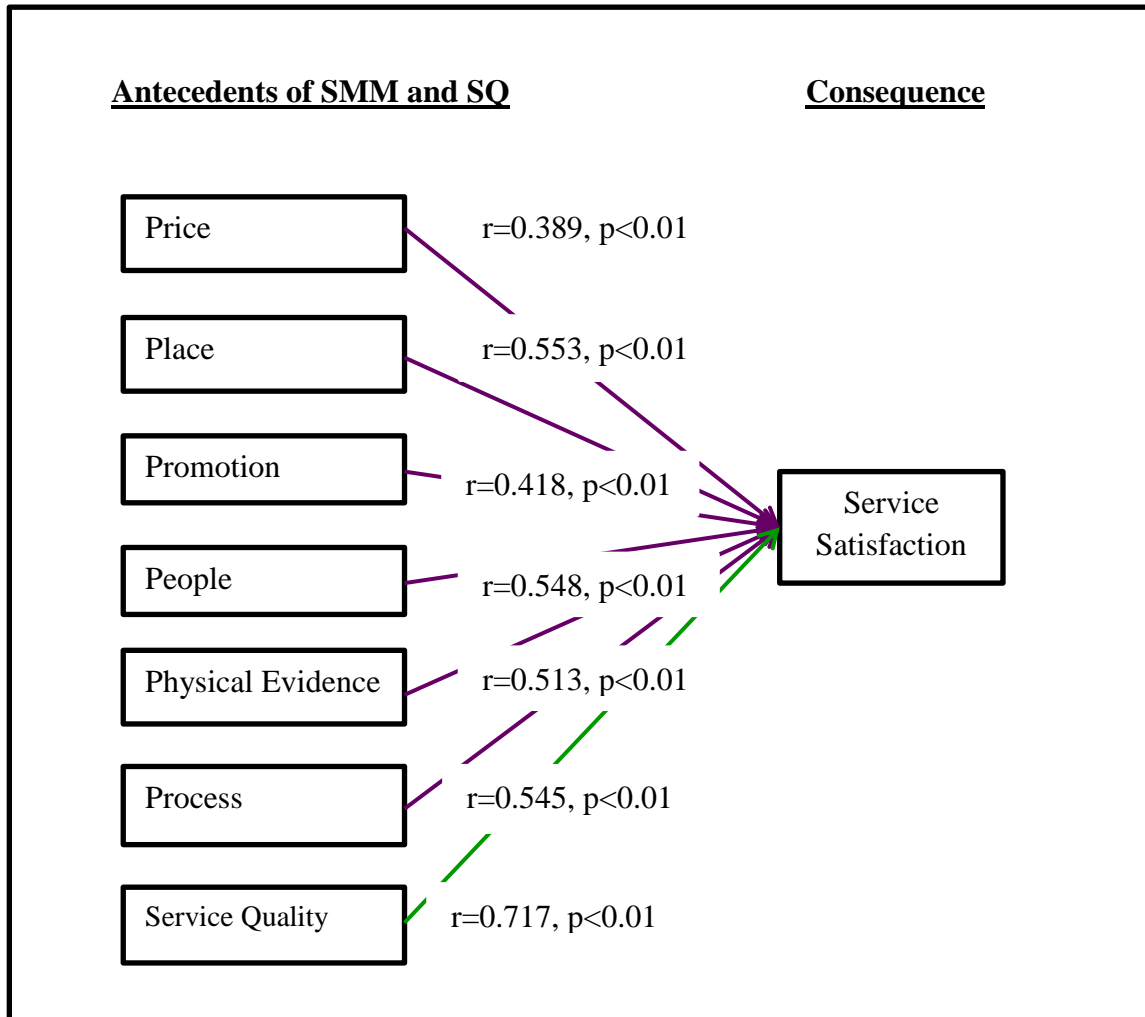 Antecedents of SMM and SQ
Consequence
Price
r=0.389, p<0.01
Place
r=0.553, p<0.01
Promotion
r=0.418, p<0.01
Service
Satisfaction
People
r=0.548, p<0.01
Physical Evidence
r=0.513, p<0.01
Process
r=0.545, p<0.01
Service Quality
r=0.717, p<0.01